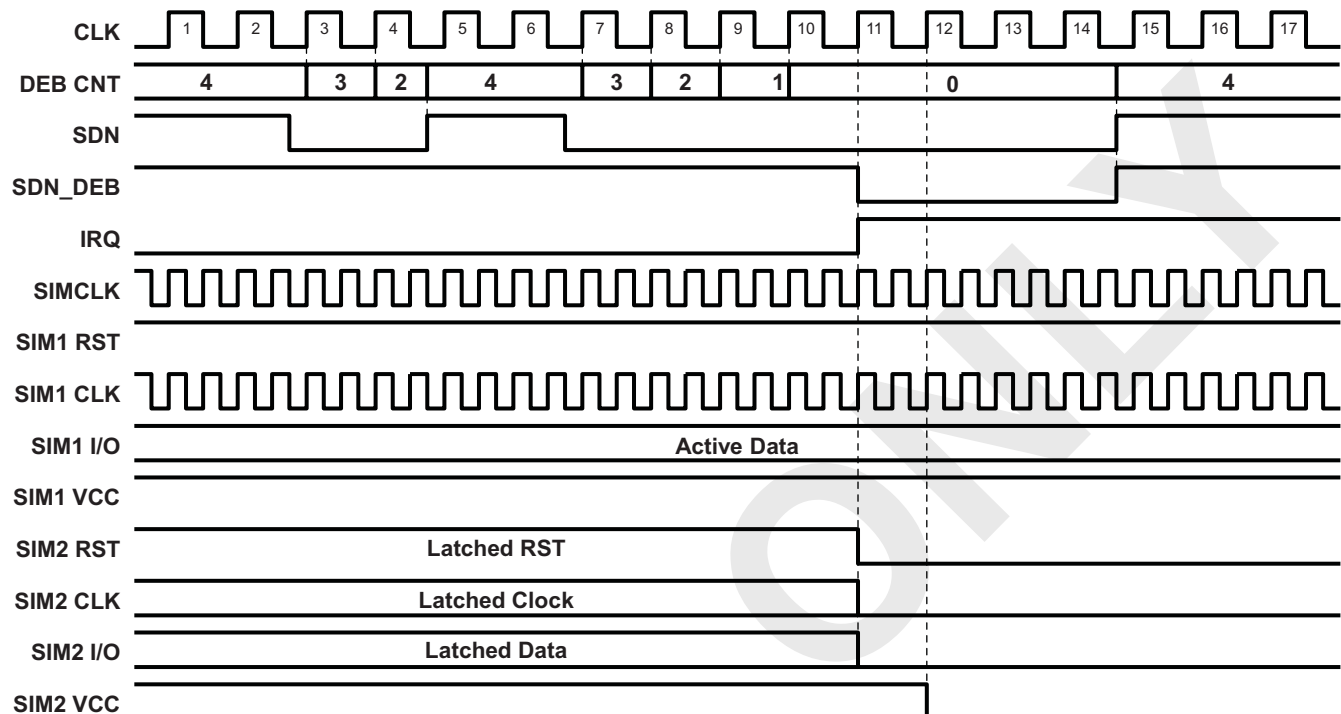 CLK 1 2 3 4 5 6 7 8 9 10 11 12 13 14 15 16 17
DEB CNT 4 3 2 4 3 2 1 0 4
SDN
SDN_DEB
IRQ
SIMCLK
SIM1 RST
SIM1 CLK
SIM1 I/O Active Data
SIM1 VCC
SIM2 RST Latched RST
SIM2 CLK Latched Clock
SIM2 I/O Latched Data
SIM2 VCC
ONLY